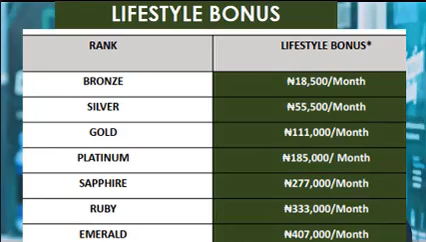 LIFESTYLE BONUS
RANK LIFESTYLE BONUS*
BRONZE ₦18,500/Month
SILVER ₦55,500/Month
GOLD ₦111,000/Month
PLATINUM ₦185,000/ Month
SAPPHIRE ₦277,000/Month
RUBY ₦333,000/Month
EMERALD ₦407,000/Month